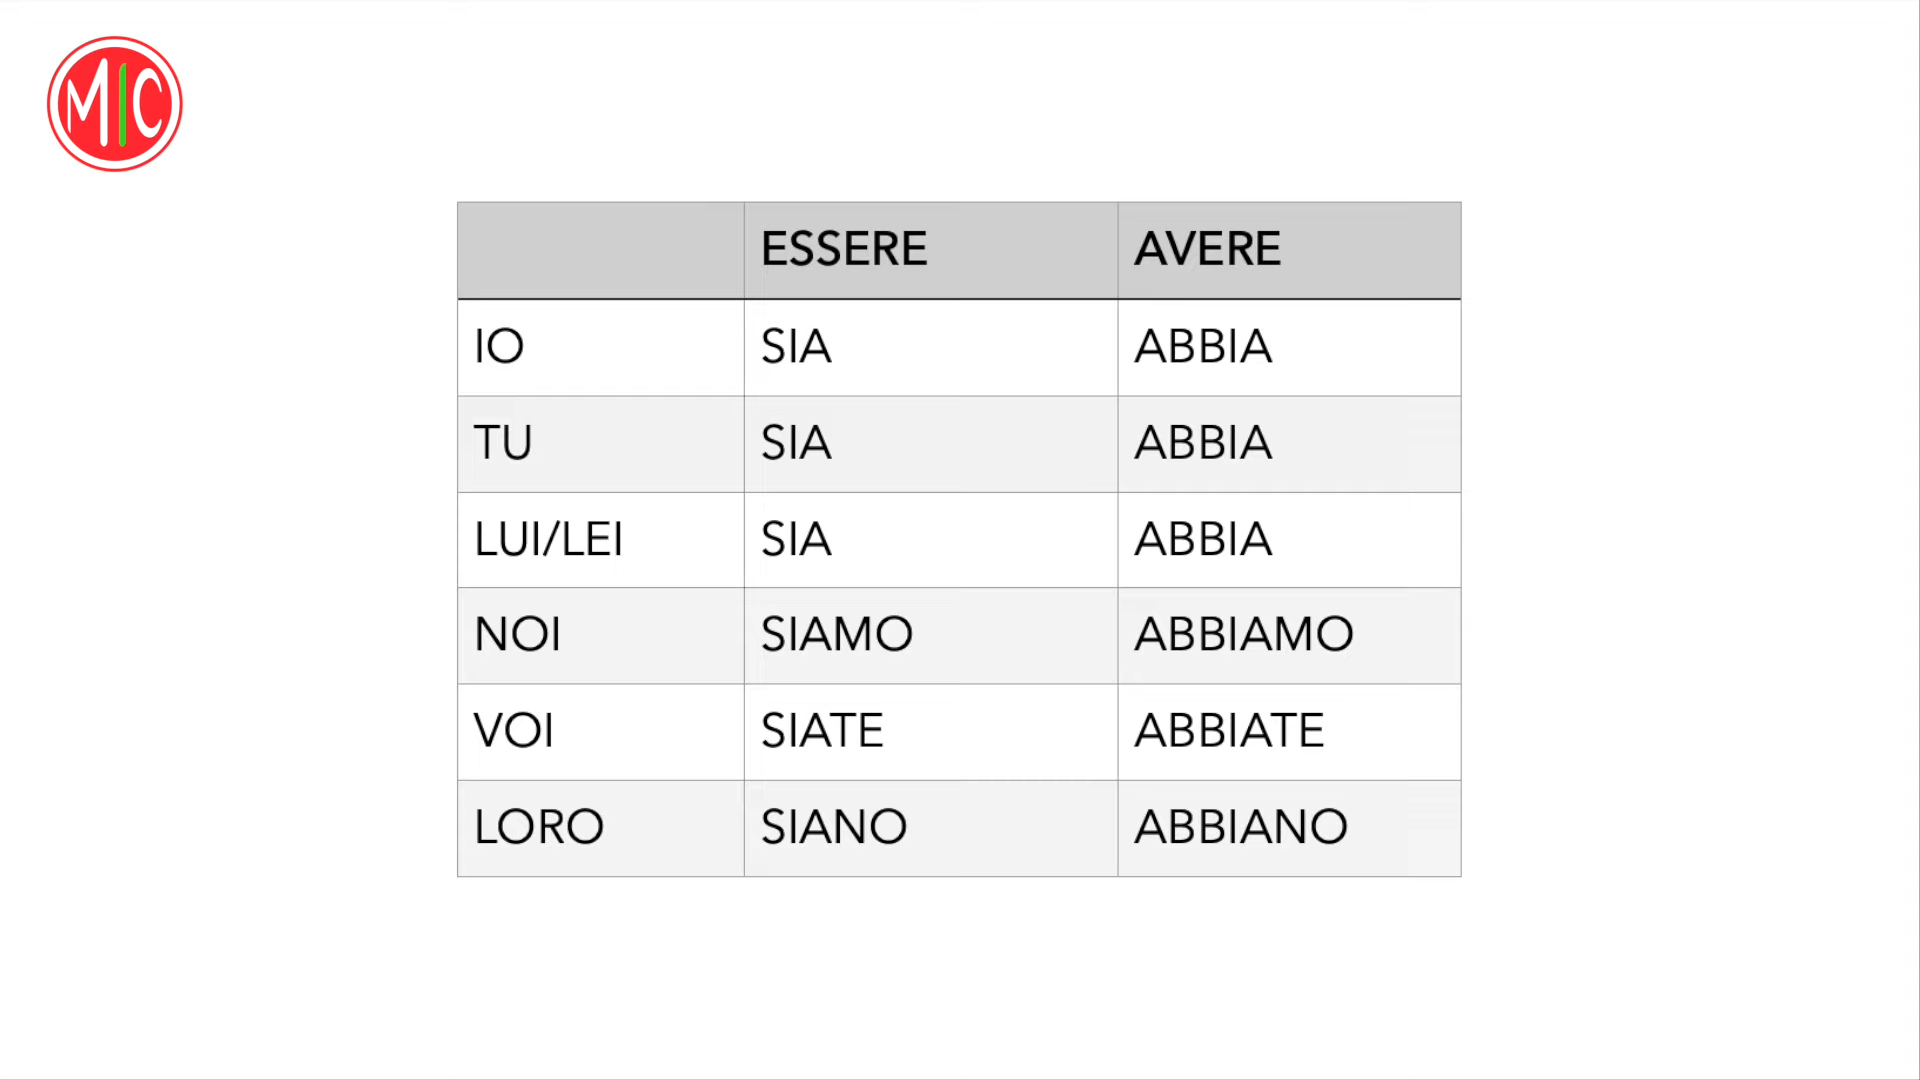 MIC
ESSERE AVERE
IO SIA ABBIA
TU SIA ABBIA
LUI/LEI SIA ABBIA
NOI SIAMO ABBIAMO
VOI SIATE ABBIATE
LORO SIANO ABBIANO